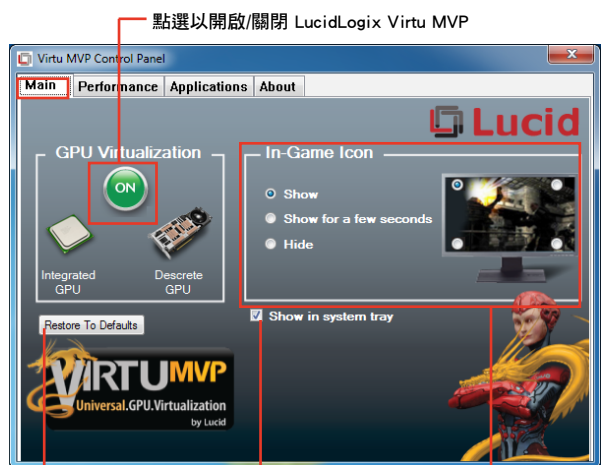 點選以開啟/關閉 LucidLogix Virtu MVP
Virtu MVP Control Panel
Main Performance Applications About
Lucid
GPU Virtualization
In-Game Icon
ON
Show
Show for a few seconds
Hide
Integrated GPU
Descrete GPU
Restore To Defaults
Show in system tray
VIRTU MVP
Universal.GPU.Virtualization
by Lucid